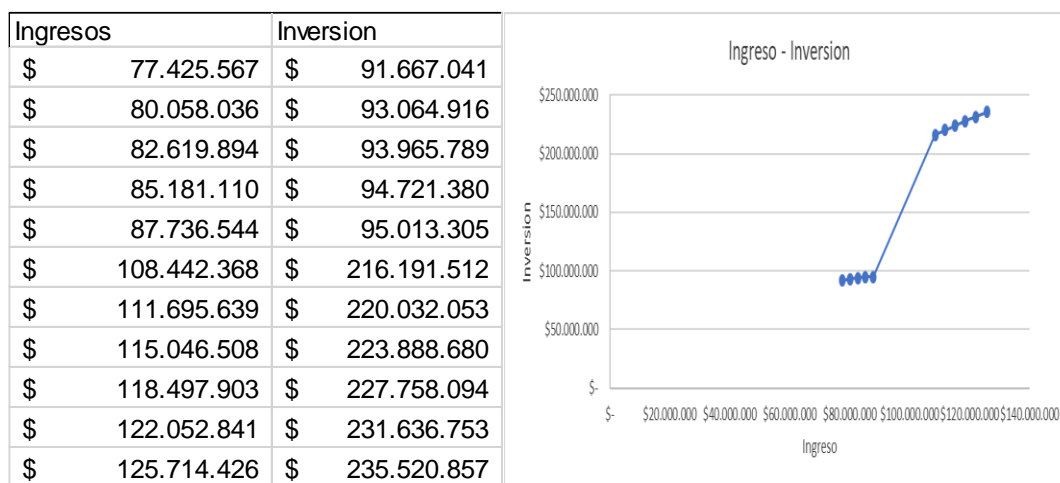 Ingresos Inversion
$ 77.425.567 $ 91.667.041
$ 80.058.036 $ 93.064.916
$ 82.619.894 $ 93.965.789
$ 85.181.110 $ 94.721.380
$ 87.736.544 $ 95.013.305
$ 108.442.368 $ 216.191.512
$ 111.695.639 $ 220.032.053
$ 115.046.508 $ 223.888.680
$ 118.497.903 $ 227.758.094
$ 122.052.841 $ 231.636.753
$ 125.714.426 $ 235.520.857
Ingreso - Inversion
$250.000.000
$200.000.000
$150.000.000
$100.000.000
$50.000.000
$-
Inversion
$- $20.000.000 $40.000.000 $60.000.000 $80.000.000 $100.000.000 $120.000.000 $140.000.000
Ingreso